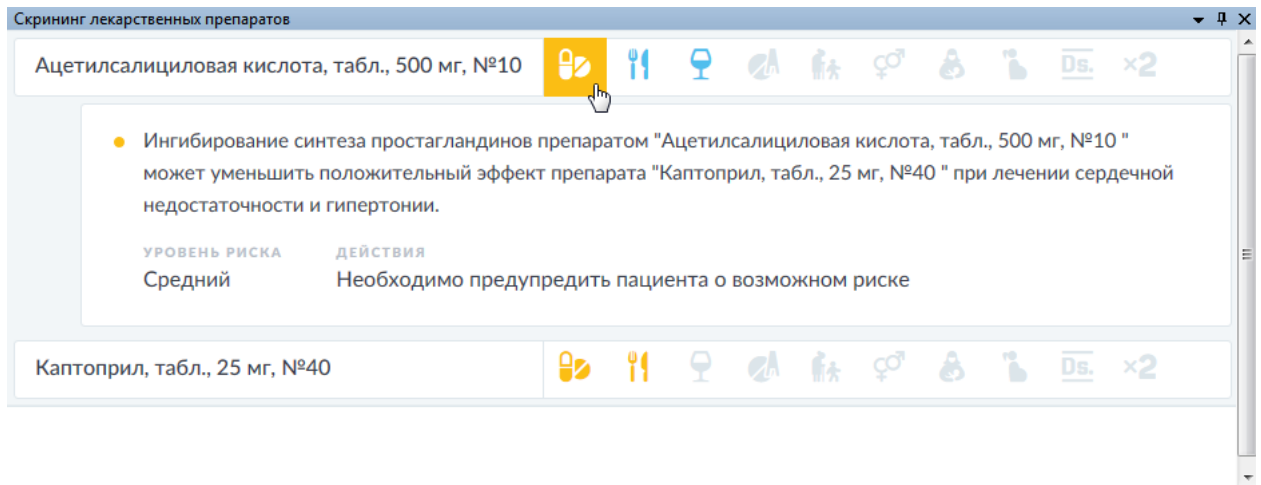 Скрининг лекарственных препаратов
Ацетилсалициловая кислота, табл., 500 мг, №10
Ds. ×2
Ингибирование синтеза простагландинов препаратом "Ацетилсалициловая кислота, табл., 500 мг, №10 "
может уменьшить положительный эффект препарата "Каптоприл, табл., 25 мг, №40 " при лечении сердечной
недостаточности и гипертонии.
УРОВЕНЬ РИСКА ДЕЙСТВИЯ
Средний Необходимо предупредить пациента о возможном риске
Каптоприл, табл., 25 мг, №40
Ds. ×2